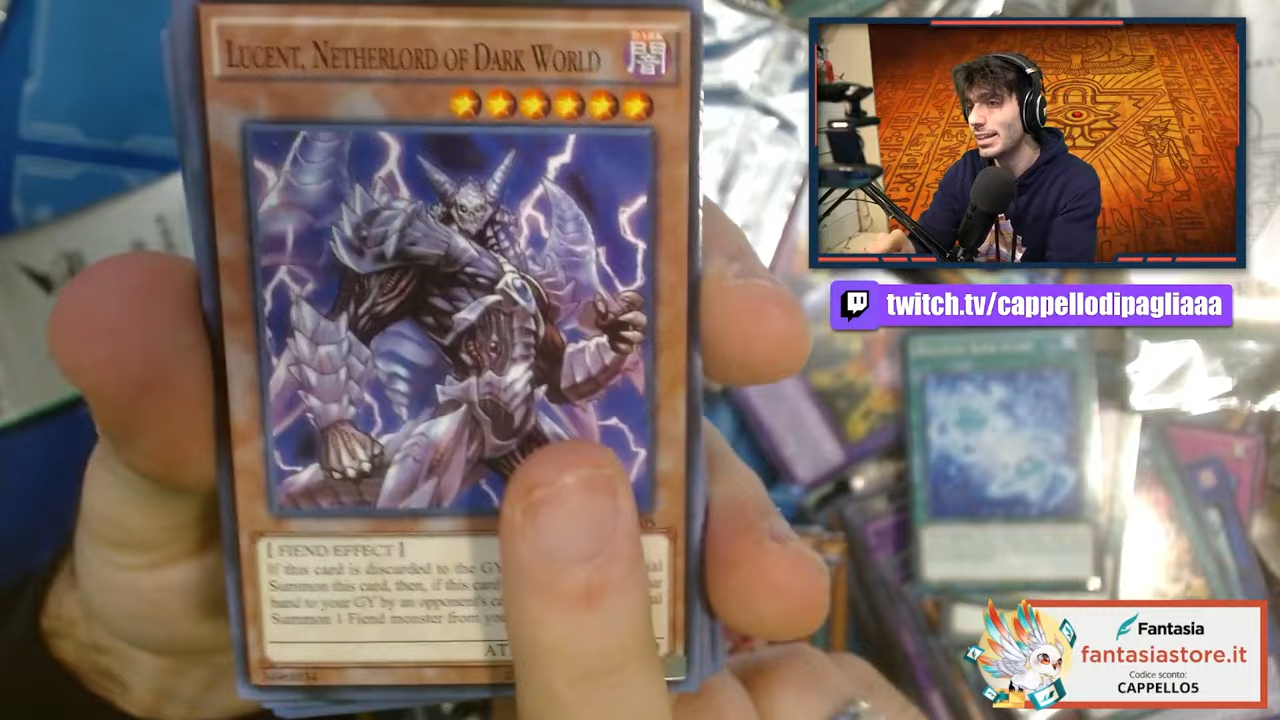 LUCENT, NETHERLORD OF DARK WORLD
DARK
[ FIEND/EFFECT ]
If this card is discarded to the GY
Summon this card, then, if this card
hand to your GY by an opponent's
Summon 1 Fiend monster from
twitch.tv/cappellodipagliaaa
Fantasia
fantasiastore.it
Codice sconto:
CAPPELLO5